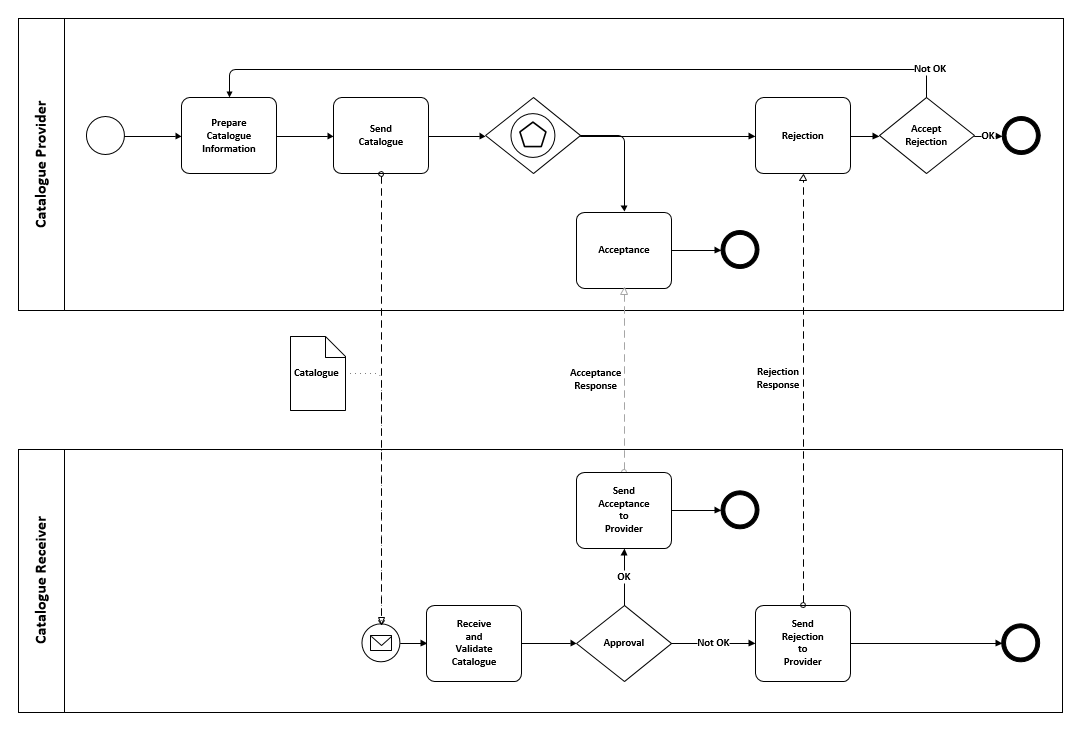 Catalogue Provider
Not OK
Prepare
Catalogue
Information
Send
Catalogue
Rejection
Accept
Rejection
OK
Acceptance
Catalogue
Acceptance
Response
Rejection
Response
Catalogue Receiver
Send
Acceptance
to
Provider
OK
Receive
and
Validate
Catalogue
Approval
Not OK
Send
Rejection
to
Provider